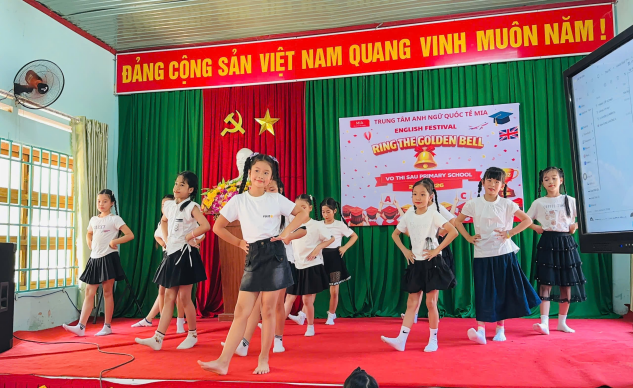 ĐẢNG CỘNG SẢN VIỆT NAM QUANG VINH MUÔN NĂM!
TRUNG TÂM ANH NGỮ QUỐC TẾ MIA
ENGLISH FESTIVAL
RING THE GOLDEN BELL
VO THI SAU PRIMARY SCHOOL